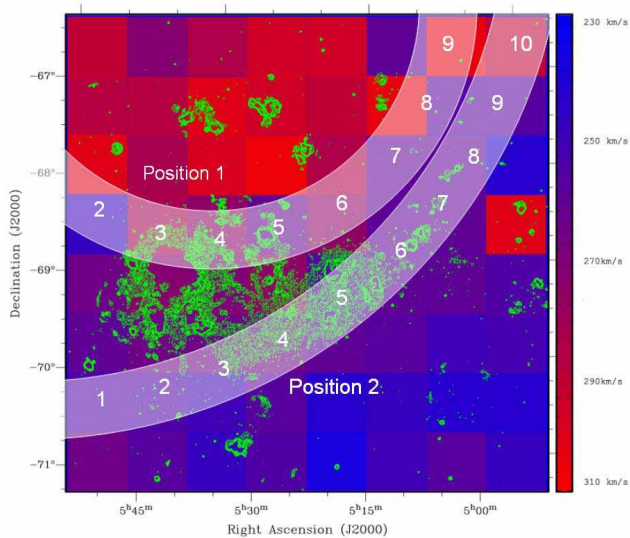 −67°
−68°
−69°
−70°
−71°
Declination (J2000)
5ʰ45ᵐ
5ʰ30ᵐ
5ʰ15ᵐ
5ʰ00ᵐ
Right Ascension (J2000)
Position 1
2
3
4
5
6
7
8
9
Position 2
1
2
3
4
5
6
7
8
9
10
230 km/s
250 km/s
270km/s
290km/s
310 km/s